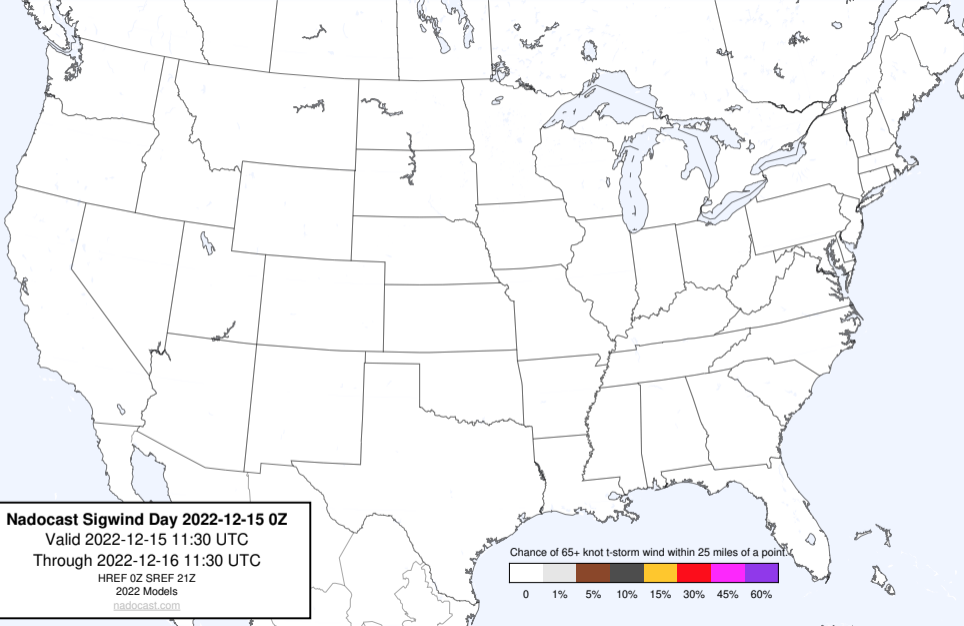 Nadocast Sigwind Day 2022-12-15 0Z
Valid 2022-12-15 11:30 UTC
Through 2022-12-16 11:30 UTC
HREF 0Z SREF 21Z
2022 Models
nadocast.com
Chance of 65+ knot t-storm wind within 25 miles of a point.
0 1% 5% 10% 15% 30% 45% 60%